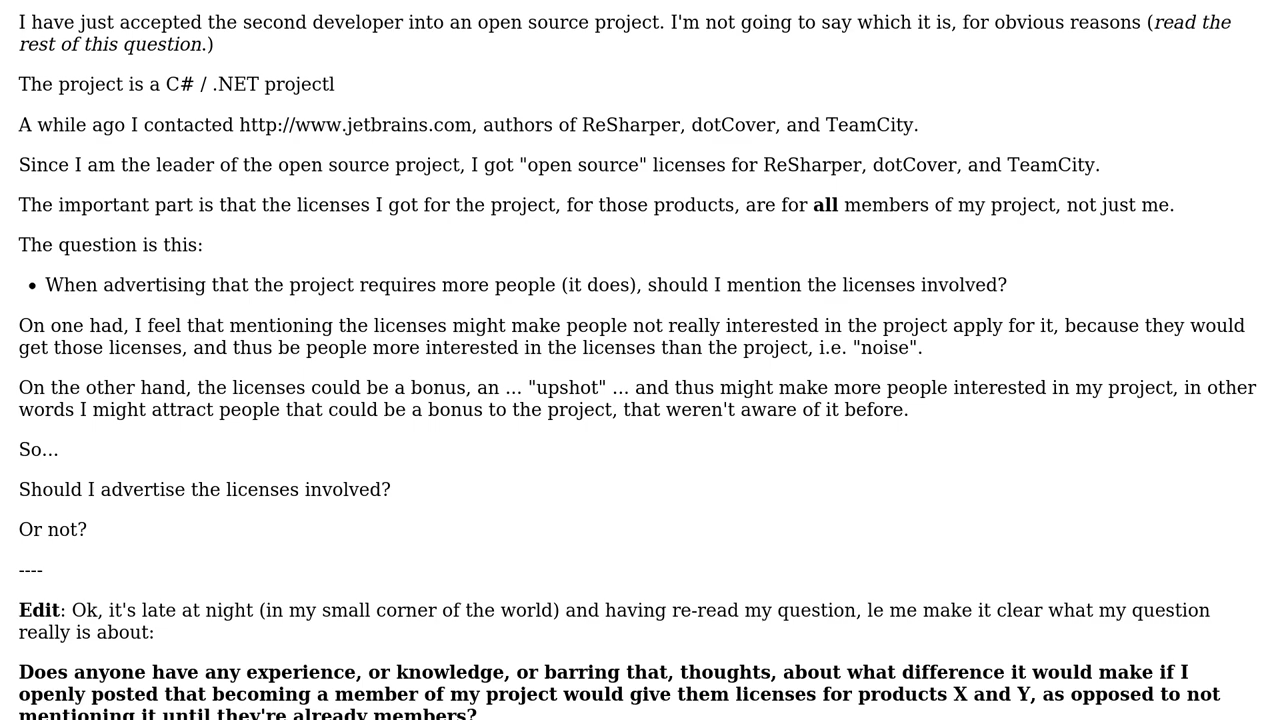 I have just accepted the second developer into an open source project. I'm not going to say which it is, for obvious reasons (read the
rest of this question.)
The project is a C# / .NET projectl
A while ago I contacted http://www.jetbrains.com, authors of ReSharper, dotCover, and TeamCity.
Since I am the leader of the open source project, I got "open source" licenses for ReSharper, dotCover, and TeamCity.
The important part is that the licenses I got for the project, for those products, are for all members of my project, not just me.
The question is this:
• When advertising that the project requires more people (it does), should I mention the licenses involved?
On one had, I feel that mentioning the licenses might make people not really interested in the project apply for it, because they would
get those licenses, and thus be people more interested in the licenses than the project, i.e. "noise".
On the other hand, the licenses could be a bonus, an ... "upshot" ... and thus might make more people interested in my project, in other
words I might attract people that could be a bonus to the project, that weren't aware of it before.
So...
Should I advertise the licenses involved?
Or not?
----
Edit: Ok, it's late at night (in my small corner of the world) and having re-read my question, le me make it clear what my question
really is about:
Does anyone have any experience, or knowledge, or barring that, thoughts, about what difference it would make if I
openly posted that becoming a member of my project would give them licenses for products X and Y, as opposed to not
mentioning it until they're already members?